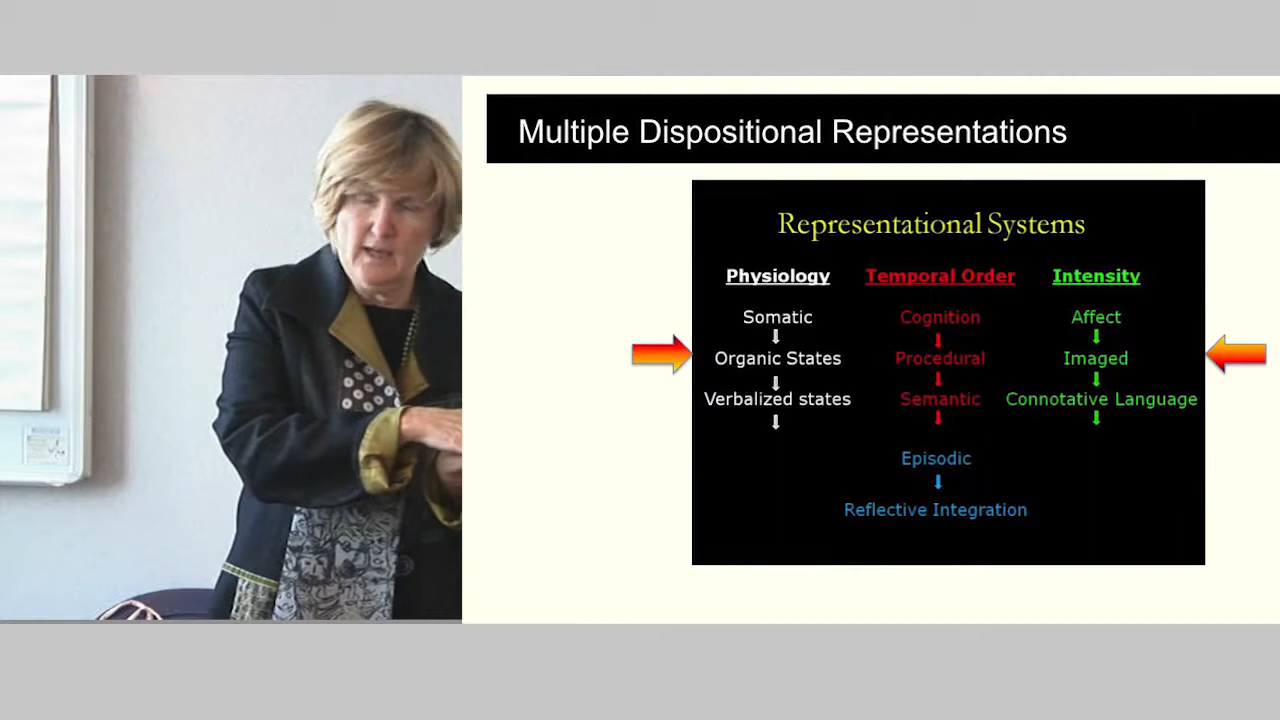 Multiple Dispositional Representations
Representational Systems
Physiology Temporal Order Intensity
Somatic Cognition Affect
Organic States Procedural Imaged
Verbalized states Semantic Connotative Language
Episodic
Reflective Integration